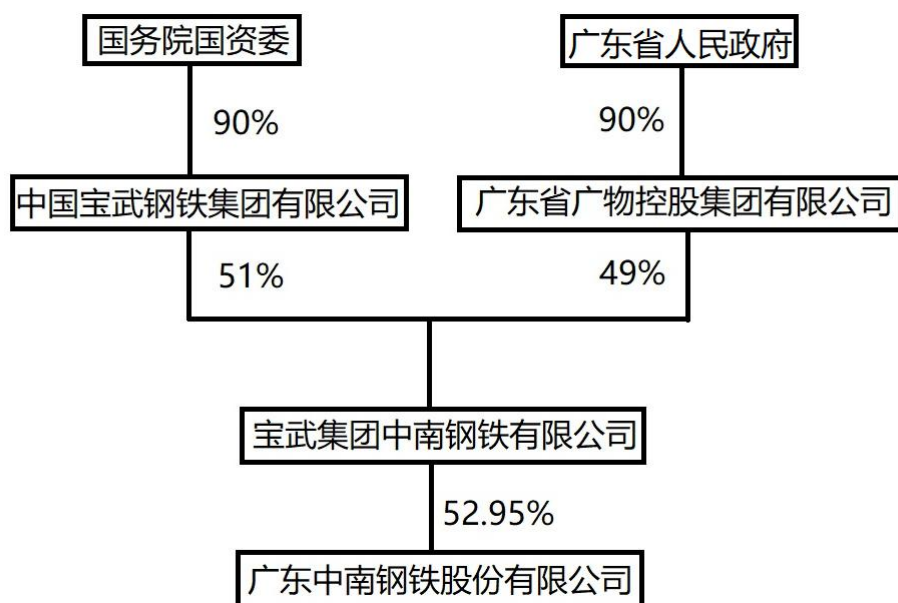 国务院国资委
广东省人民政府
90%
90%
中国宝武钢铁集团有限公司
广东省广物控股集团有限公司
51%
49%
宝武集团中南钢铁有限公司
52.95%
广东中南钢铁股份有限公司